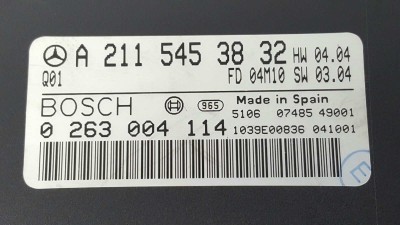 A 211 545 38 32 HW 04.04
Q01 FD 04M10 SW 03.04
BOSCH 965 Made in Spain
5106 07485 49001
0 263 004 114 1039E00836 041001
E